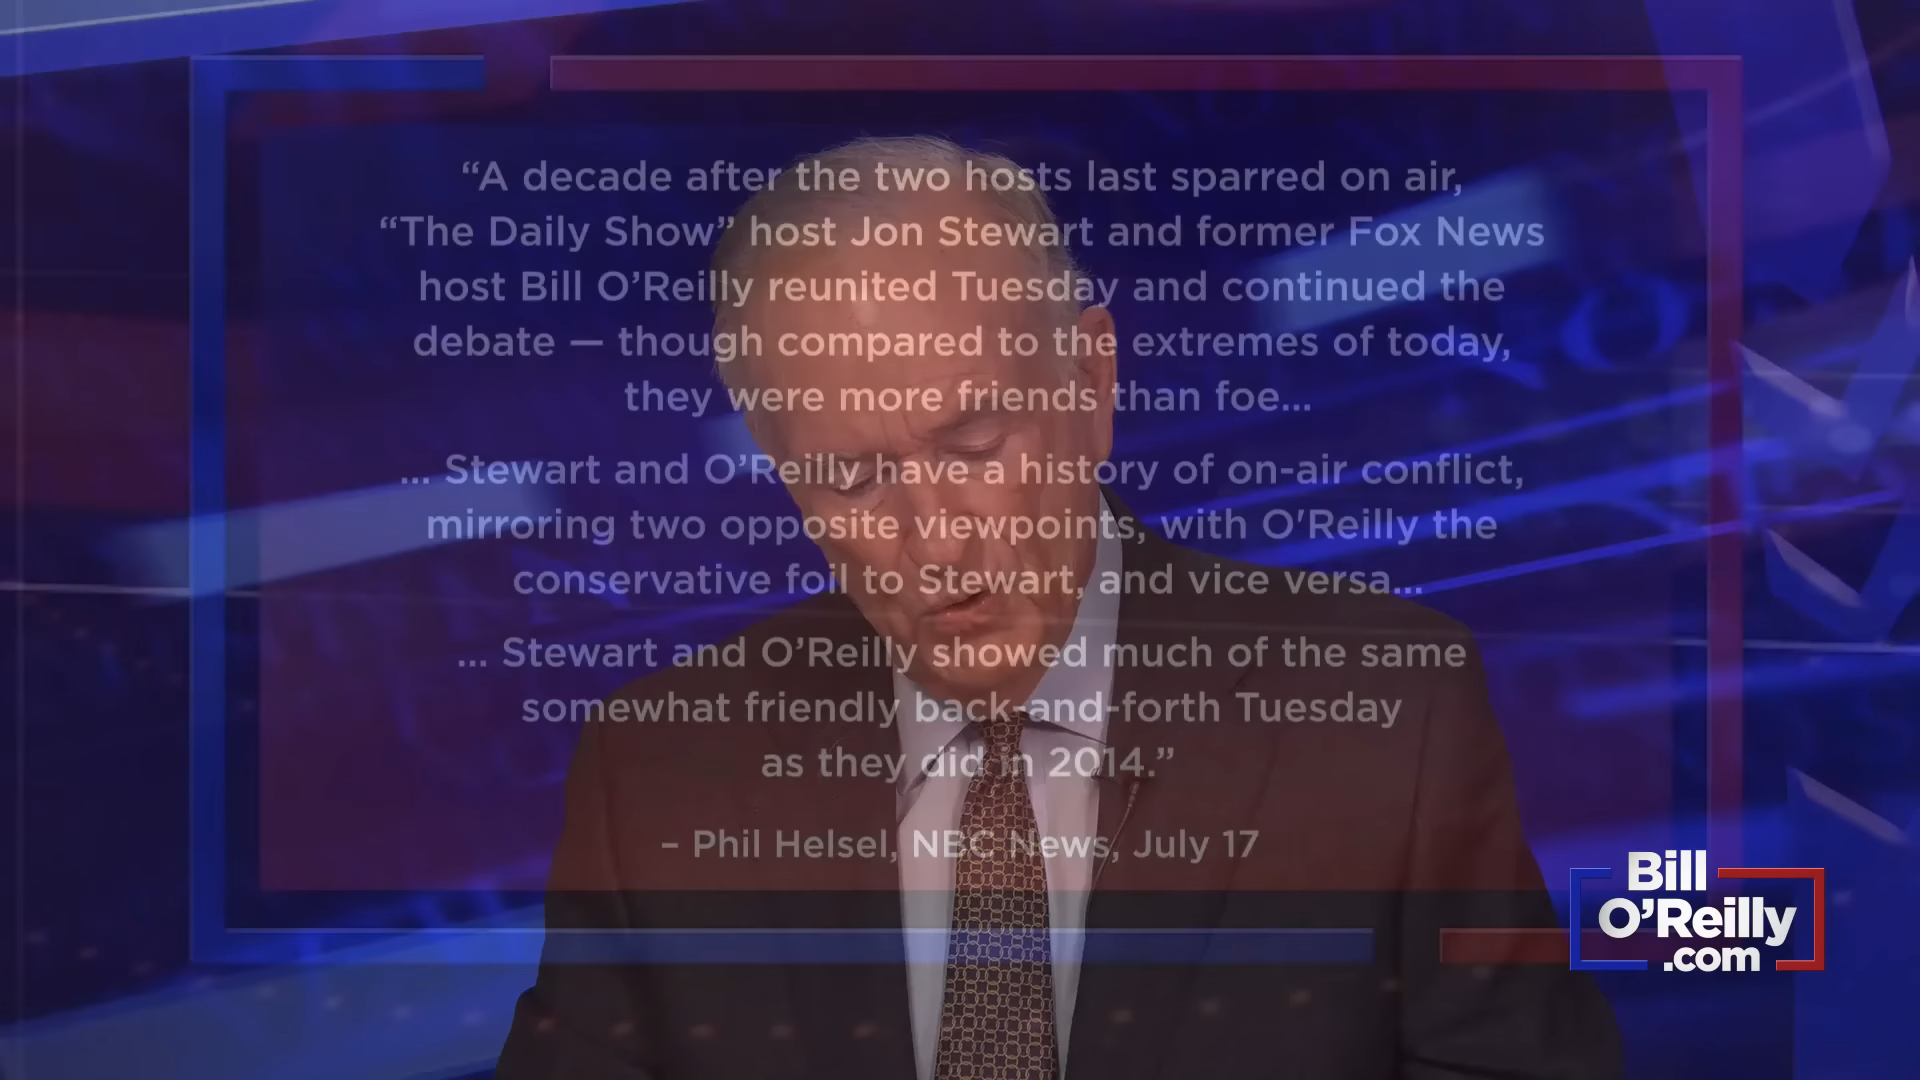 “A decade after the two hosts last sparred on air,
“The Daily Show” host Jon Stewart and former Fox News
host Bill O’Reilly reunited Tuesday and continued the
debate — though compared to the extremes of today,
they were more friends than foe...
... Stewart and O’Reilly have a history of on-air conflict,
mirroring two opposite viewpoints, with O'Reilly the
conservative foil to Stewart, and vice versa...
... Stewart and O’Reilly showed much of the same
somewhat friendly back-and-forth Tuesday
as they did in 2014.”
– Phil Helsel, NBC News, July 17
Bill
O’Reilly
.com